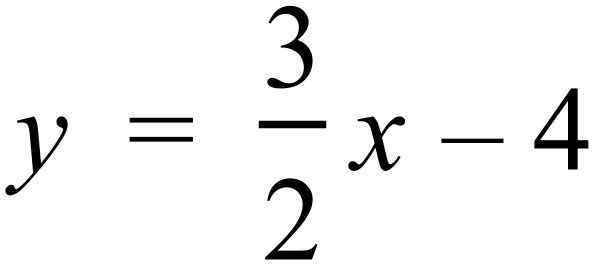 y = 3/2 x − 4